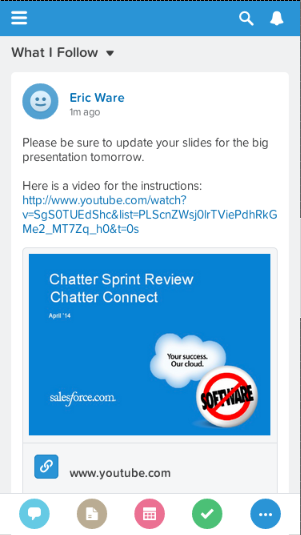 What I Follow
Eric Ware
1m ago
Please be sure to update your slides for the big
presentation tomorrow.
Here is a video for the instructions:
http://www.youtube.com/watch?
v=SgS0TUEdShc&list=PLScnZWsj0lrTViePdhRkG
Me2_MT7Zq_h0&t=0s
Chatter Sprint Review
Chatter Connect
April '14
Your success.
Our cloud.
SOFTWARE
salesforce.com.
www.youtube.com